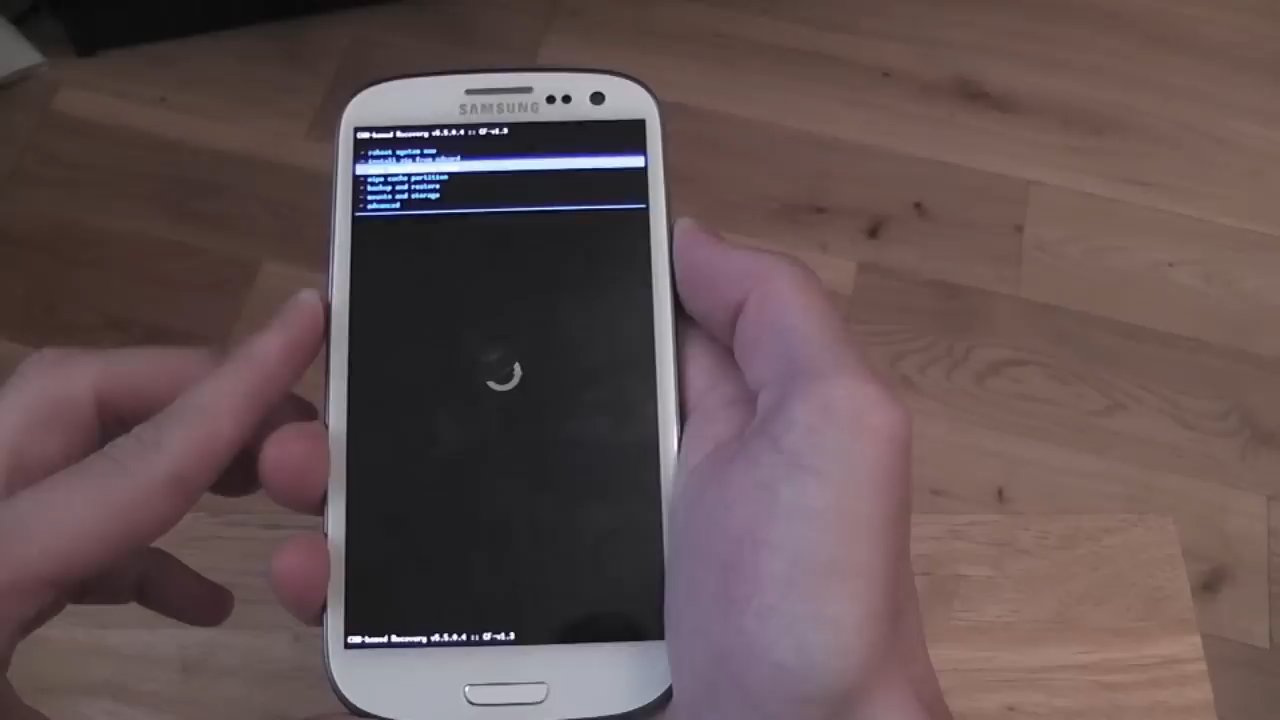 SAMSUNG
CWM-based Recovery v5.5.0.4 :: CF-v1.3
- reboot system now
- install zip from sdcard
- wipe cache partition
- backup and restore
- mounts and storage
- advanced
CWM-based Recovery v5.5.0.4 :: CF-v1.3